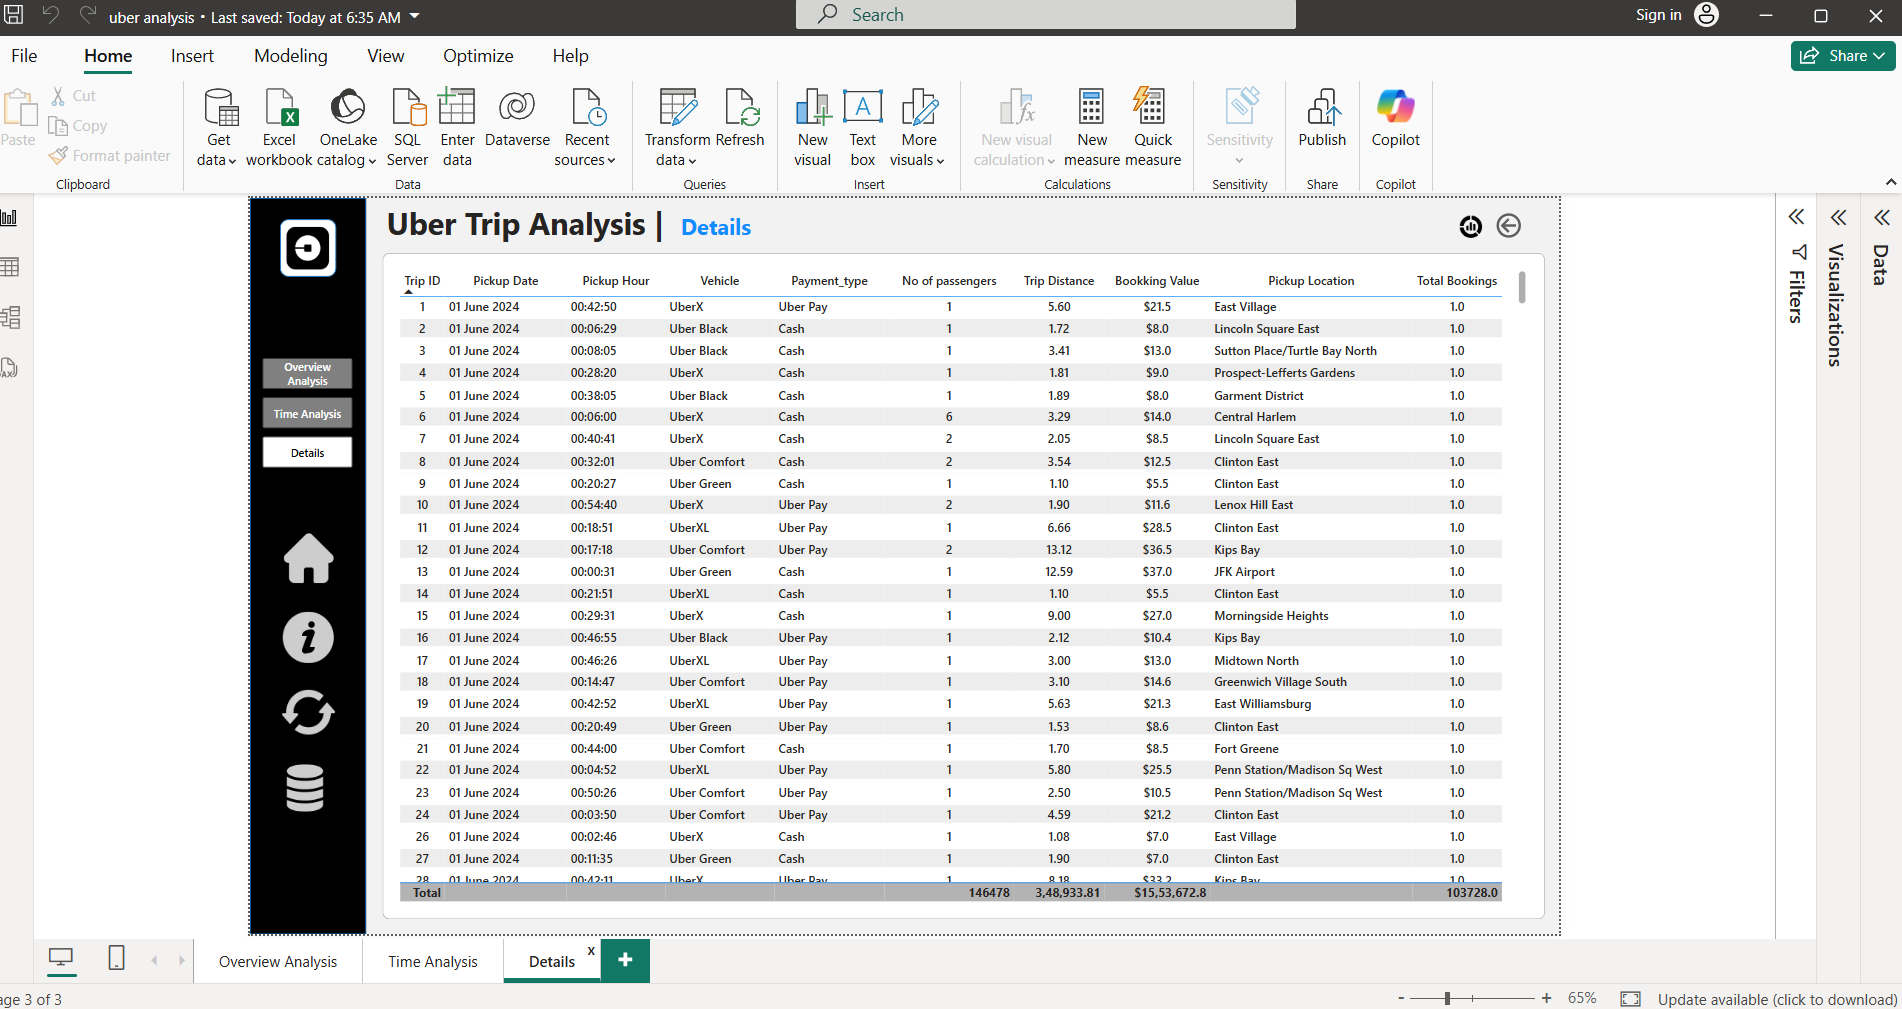 uber analysis • Last saved: Today at 6:35 AM
Search
Sign in
File Home Insert Modeling View Optimize Help
Share
Paste
Cut
Copy
Format painter
Clipboard
Get data
Excel workbook
OneLake catalog
SQL Server
Enter data
Dataverse
Recent sources
Data
Transform data
Refresh
Queries
New visual
Text box
More visuals
Insert
New visual calculation
New measure
Quick measure
Calculations
Sensitivity
Sensitivity
Publish
Share
Copilot
Copilot
Uber Trip Analysis | Details
Overview Analysis
Time Analysis
Details
Trip ID Pickup Date Pickup Hour Vehicle Payment_type No of passengers Trip Distance Bookking Value Pickup Location Total Bookings
1 01 June 2024 00:42:50 UberX Uber Pay 1 5.60 $21.5 East Village 1.0
2 01 June 2024 00:06:29 Uber Black Cash 1 1.72 $8.0 Lincoln Square East 1.0
3 01 June 2024 00:08:05 Uber Black Cash 1 3.41 $13.0 Sutton Place/Turtle Bay North 1.0
4 01 June 2024 00:28:20 UberX Cash 1 1.81 $9.0 Prospect-Lefferts Gardens 1.0
5 01 June 2024 00:38:05 Uber Black Cash 1 1.89 $8.0 Garment District 1.0
6 01 June 2024 00:06:00 UberX Cash 6 3.29 $14.0 Central Harlem 1.0
7 01 June 2024 00:40:41 UberX Cash 2 2.05 $8.5 Lincoln Square East 1.0
8 01 June 2024 00:32:01 Uber Comfort Cash 2 3.54 $12.5 Clinton East 1.0
9 01 June 2024 00:20:27 Uber Green Cash 1 1.10 $5.5 Clinton East 1.0
10 01 June 2024 00:54:40 UberX Uber Pay 2 1.90 $11.6 Lenox Hill East 1.0
11 01 June 2024 00:18:51 UberXL Uber Pay 1 6.66 $28.5 Clinton East 1.0
12 01 June 2024 00:17:18 Uber Comfort Uber Pay 2 13.12 $36.5 Kips Bay 1.0
13 01 June 2024 00:00:31 Uber Green Cash 1 12.59 $37.0 JFK Airport 1.0
14 01 June 2024 00:21:51 UberXL Cash 1 1.10 $5.5 Clinton East 1.0
15 01 June 2024 00:29:31 UberX Cash 1 9.00 $27.0 Morningside Heights 1.0
16 01 June 2024 00:46:55 Uber Black Uber Pay 1 2.12 $10.4 Kips Bay 1.0
17 01 June 2024 00:46:26 UberXL Uber Pay 1 3.00 $13.0 Midtown North 1.0
18 01 June 2024 00:14:47 Uber Comfort Uber Pay 1 3.10 $14.6 Greenwich Village South 1.0
19 01 June 2024 00:42:52 UberXL Uber Pay 1 5.63 $21.3 East Williamsburg 1.0
20 01 June 2024 00:20:49 Uber Green Uber Pay 1 1.53 $8.6 Clinton East 1.0
21 01 June 2024 00:44:00 Uber Comfort Cash 1 1.70 $8.5 Fort Greene 1.0
22 01 June 2024 00:04:52 UberXL Uber Pay 1 5.80 $25.5 Penn Station/Madison Sq West 1.0
23 01 June 2024 00:50:26 Uber Comfort Uber Pay 1 2.50 $10.5 Penn Station/Madison Sq West 1.0
24 01 June 2024 00:03:50 Uber Comfort Uber Pay 1 4.59 $21.2 Clinton East 1.0
26 01 June 2024 00:02:46 UberX Cash 1 1.08 $7.0 East Village 1.0
27 01 June 2024 00:11:35 Uber Green Cash 1 1.90 $7.0 Clinton East 1.0
28 01 June 2024 00:42:11 UberX Uber Pay 1 8.18 $33.2 Kips Bay 1.0
Total 146478 3,48,933.81 $15,53,672.8 103728.0
Filters
Visualizations
Data
Overview Analysis
Time Analysis
Details x
+
age 3 of 3
- + 65%
Update available (click to download)